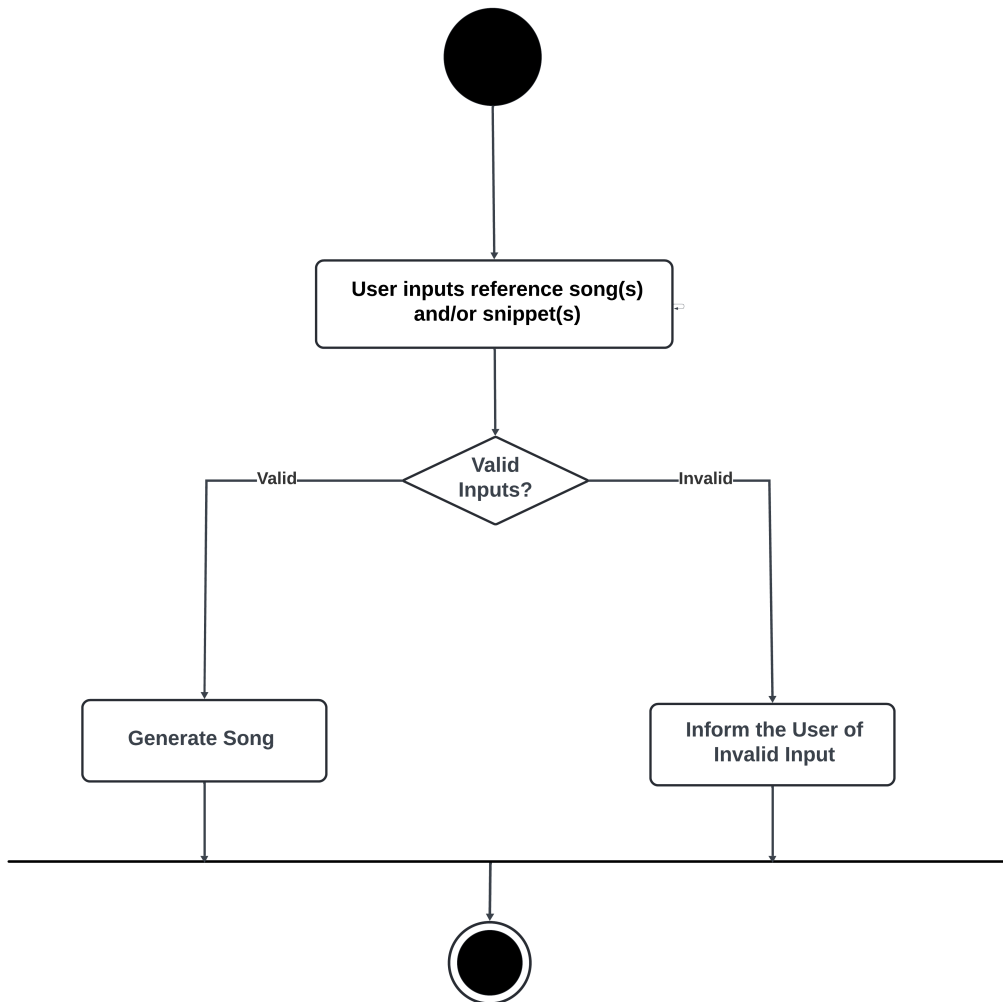 User inputs reference song(s)
and/or snippet(s)
Valid
Inputs?
Valid
Invalid
Generate Song
Inform the User of
Invalid Input